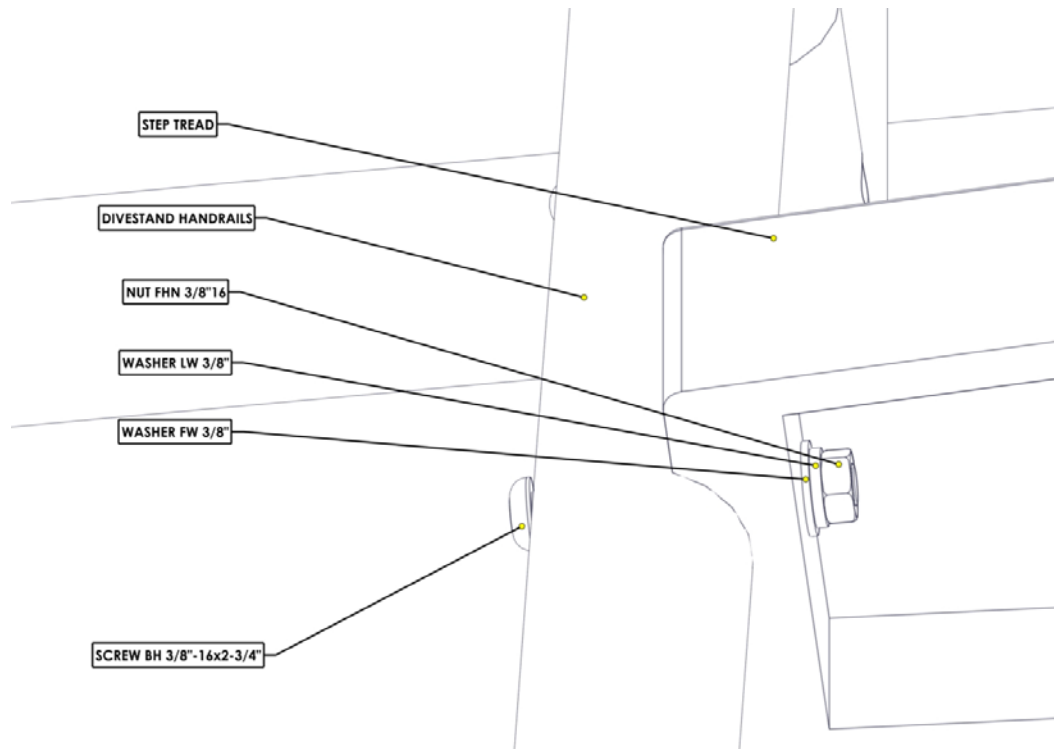 STEP TREAD
DIVESTAND HANDRAILS
NUT FHN 3/8"16
WASHER LW 3/8"
WASHER FW 3/8"
SCREW BH 3/8"-16x2-3/4"